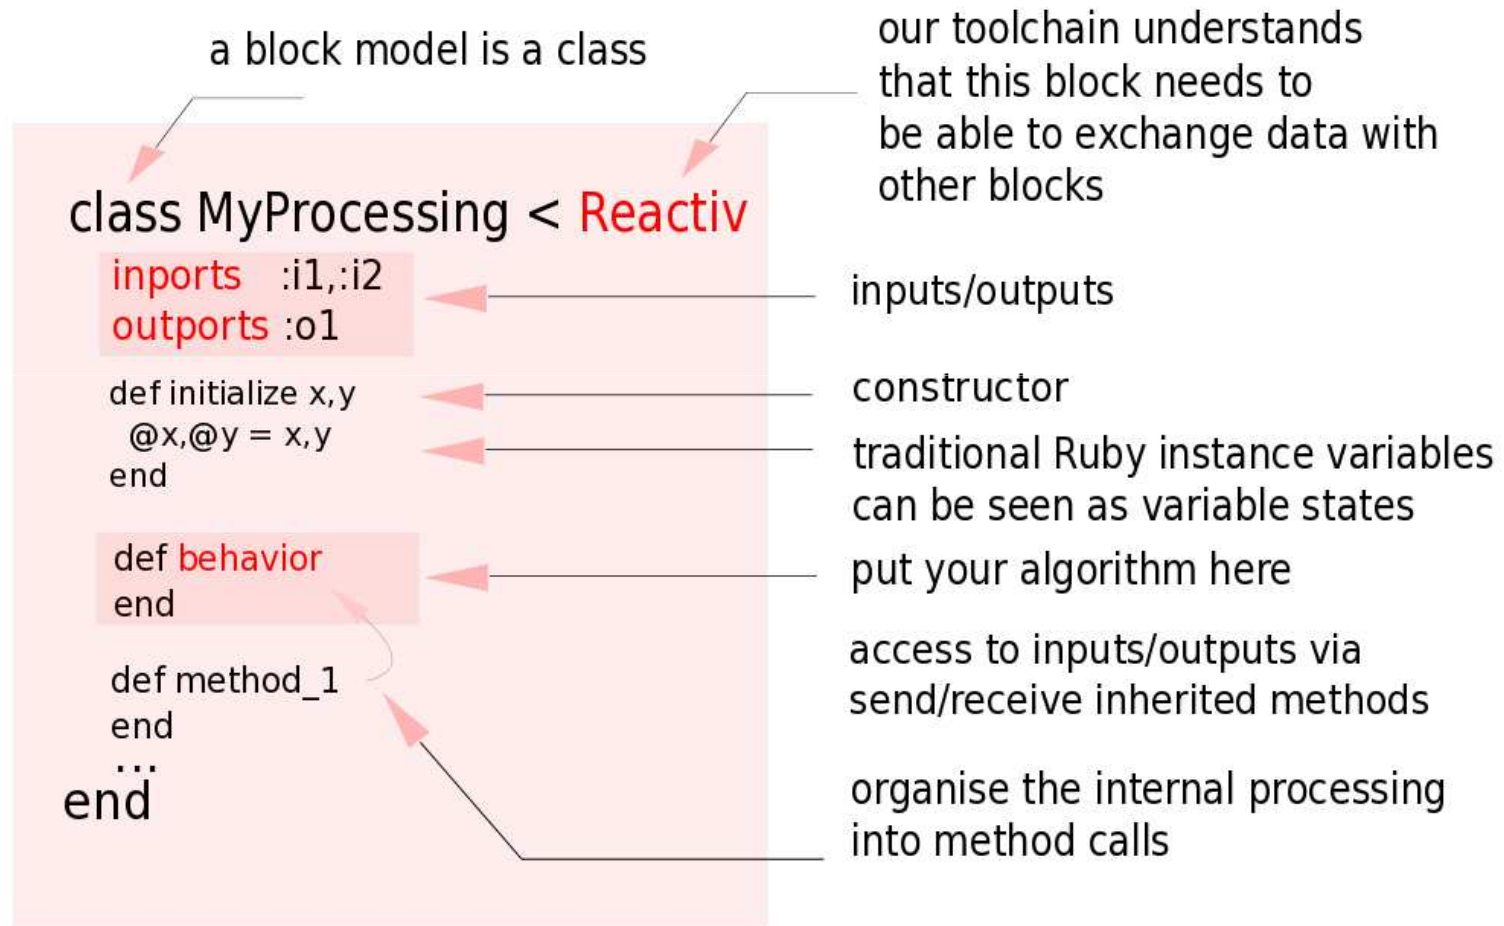 a block model is a class
our toolchain understands
that this block needs to
be able to exchange data with
other blocks
class MyProcessing < Reactiv
inports :i1,:i2
outports :o1
inputs/outputs
def initialize x,y
@x,@y = x,y
end
constructor
traditional Ruby instance variables
can be seen as variable states
def behavior
end
put your algorithm here
access to inputs/outputs via
send/receive inherited methods
def method_1
end
...
end
organise the internal processing
into method calls